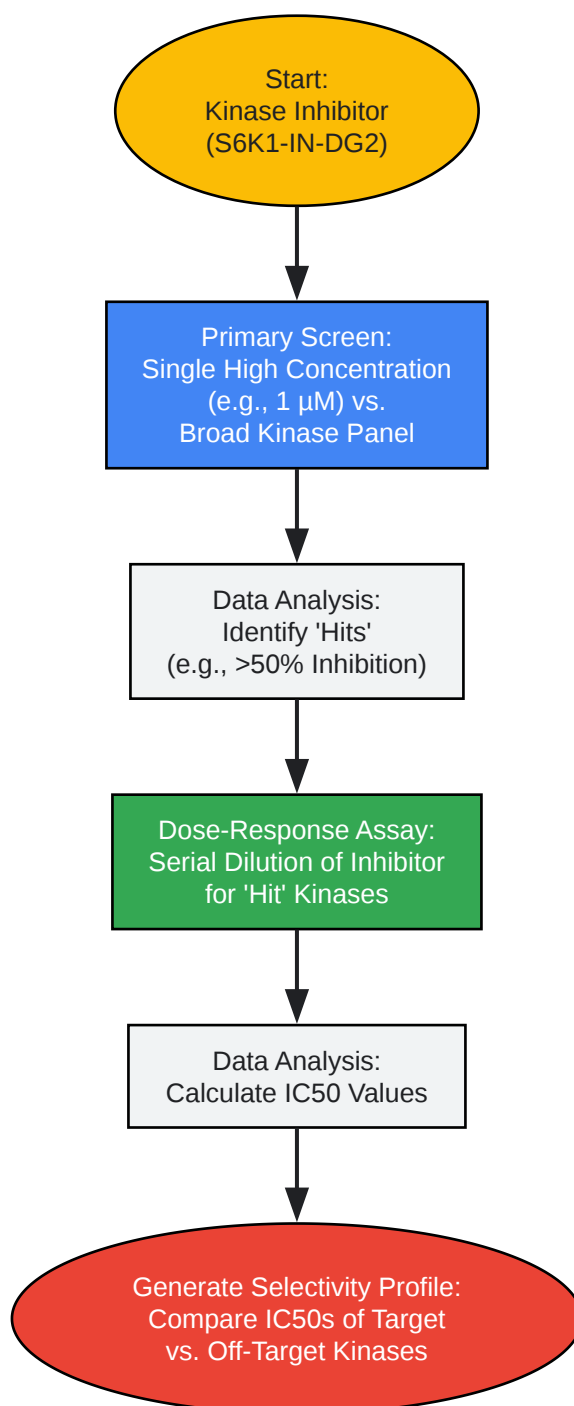 Start:
Kinase Inhibitor
(S6K1-IN-DG2)
Primary Screen:
Single High Concentration
(e.g., 1 µM) vs.
Broad Kinase Panel
Data Analysis:
Identify 'Hits'
(e.g., >50% Inhibition)
Dose-Response Assay:
Serial Dilution of Inhibitor
for 'Hit' Kinases
Data Analysis:
Calculate IC50 Values
Generate Selectivity Profile:
Compare IC50s of Target
vs. Off-Target Kinases